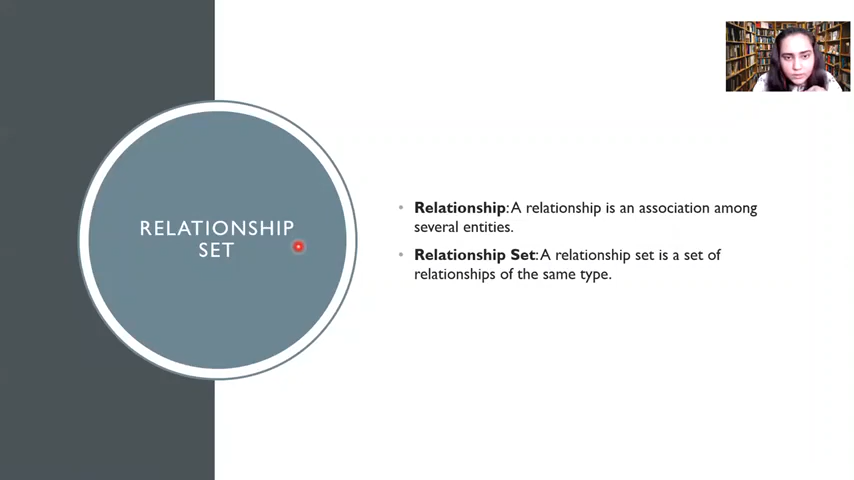 RELATIONSHIP
SET
• Relationship: A relationship is an association among
several entities.
• Relationship Set: A relationship set is a set of
relationships of the same type.